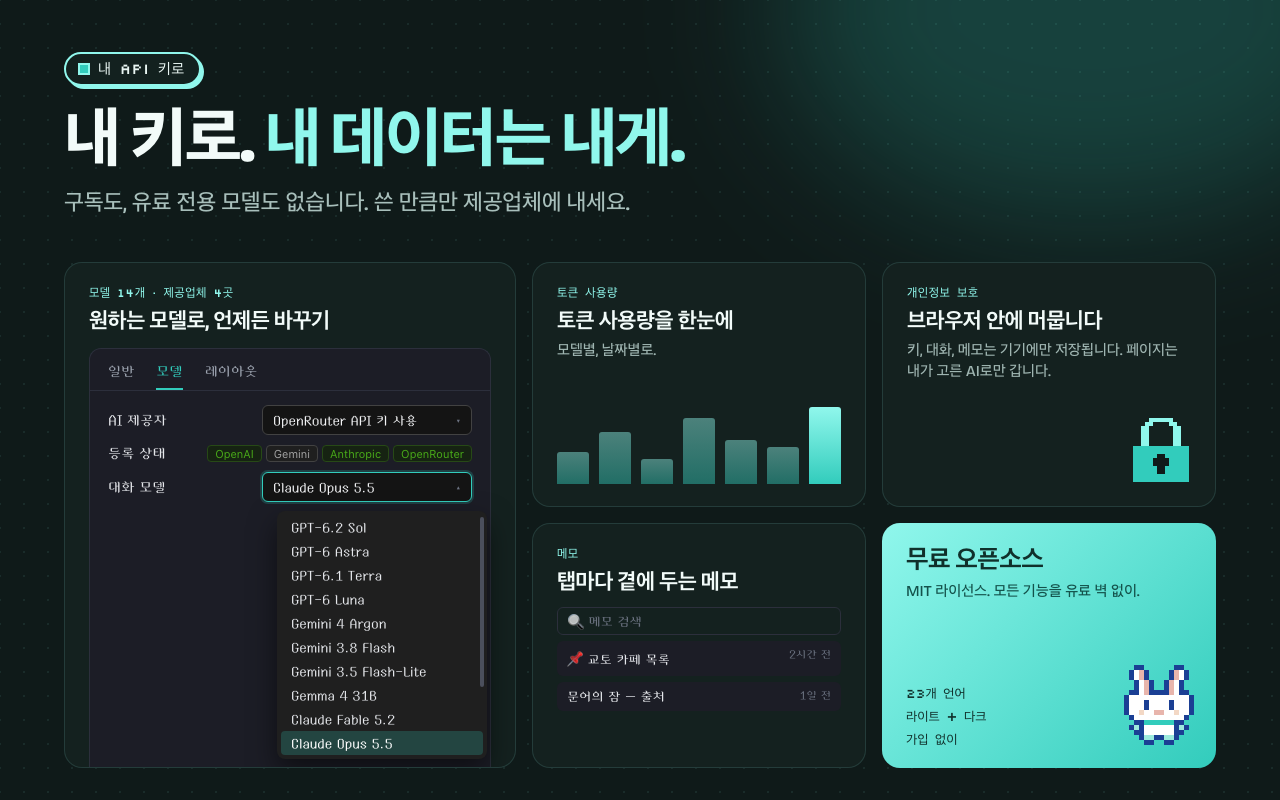 내 API 키로
내 키로. 내 데이터는 내게.
구독도, 유료 전용 모델도 없습니다. 쓴 만큼만 제공업체에 내세요.
모델 14개 · 제공업체 4곳
원하는 모델로, 언제든 바꾸기
일반 모델 레이아웃
AI 제공자 OpenRouter API 키 사용
등록 상태 OpenAI Gemini Anthropic OpenRouter
대화 모델 Claude Opus 5.5
GPT-6.2 Sol
GPT-6 Astra
GPT-6.1 Terra
GPT-6 Luna
Gemini 4 Argon
Gemini 3.8 Flash
Gemini 3.5 Flash-Lite
Gemma 4 31B
Claude Fable 5.2
Claude Opus 5.5
토큰 사용량
토큰 사용량을 한눈에
모델별, 날짜별로.
개인정보 보호
브라우저 안에 머뭅니다
키, 대화, 메모는 기기에만 저장됩니다. 페이지는
내가 고른 AI로만 갑니다.
메모
탭마다 곁에 두는 메모
메모 검색
교토 카페 목록 2시간 전
문어의 잠 — 출처 1일 전
무료 오픈소스
MIT 라이선스. 모든 기능을 유료 벽 없이.
23개 언어
라이트 + 다크
가입 없이